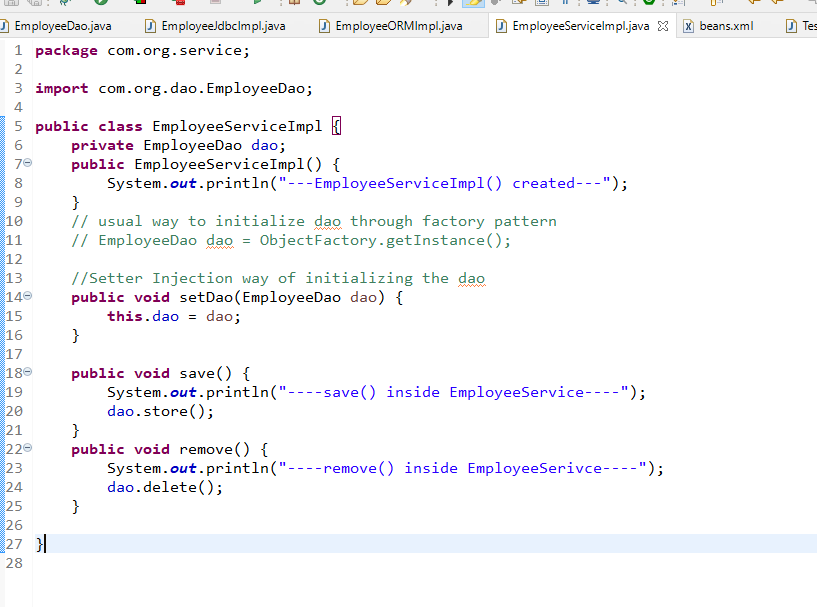 EmployeeDao.java EmployeeJdbcImpl.java EmployeeORMImpl.java EmployeeServiceImpl.java beans.xml Tes
1 package com.org.service;
2
3 import com.org.dao.EmployeeDao;
4
5 public class EmployeeServiceImpl {
6 private EmployeeDao dao;
7 public EmployeeServiceImpl() {
8 System.out.println("---EmployeeServiceImpl() created---");
9 }
10 // usual way to initialize dao through factory pattern
11 // EmployeeDao dao = ObjectFactory.getInstance();
12
13 //Setter Injection way of initializing the dao
14 public void setDao(EmployeeDao dao) {
15 this.dao = dao;
16 }
17
18 public void save() {
19 System.out.println("----save() inside EmployeeService----");
20 dao.store();
21 }
22 public void remove() {
23 System.out.println("----remove() inside EmployeeSerivce----");
24 dao.delete();
25 }
26
27 }
28